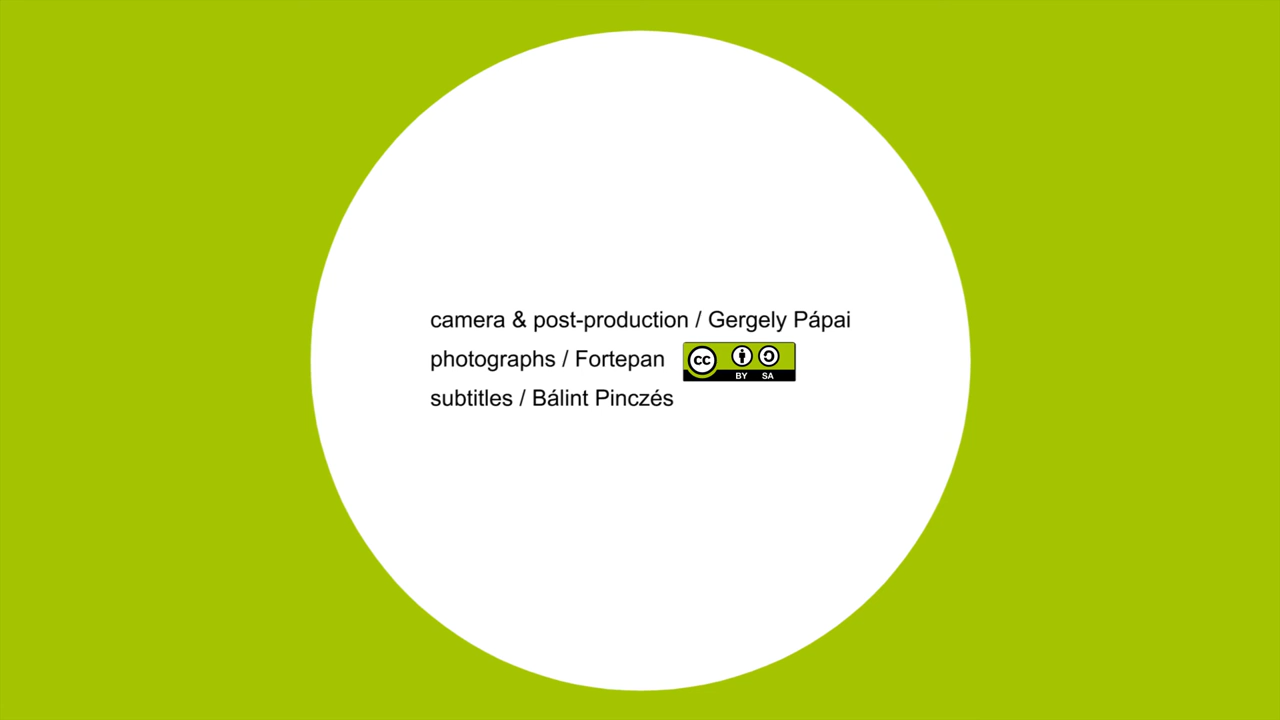 camera & post-production / Gergely Pápai
photographs / Fortepan cc BY SA
subtitles / Bálint Pinczés